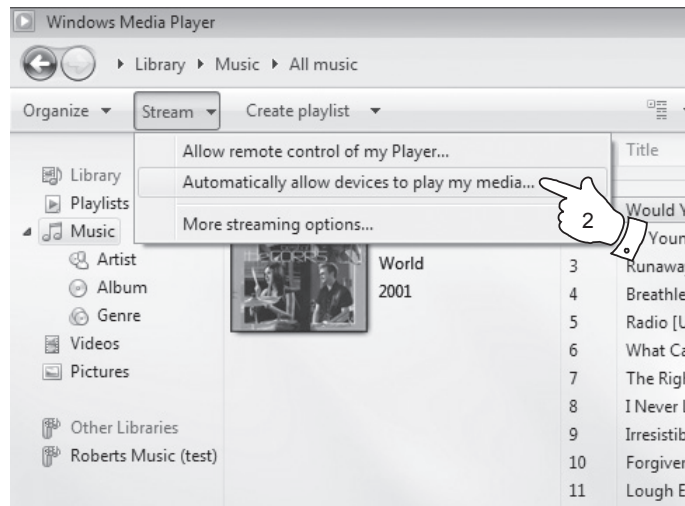 Windows Media Player
Library Music All music
Organize Stream Create playlist
Allow remote control of my Player...
Automatically allow devices to play my media...
More streaming options...
2
Title
Library
Playlists
Music
Artist
Album
Genre
Videos
Pictures
Other Libraries
Roberts Music (test)
World
2001
Would Y
Youn
3 Runawa
4 Breathle
5 Radio [U
6 What Ca
7 The Rig
8 I Never
9 Irresistib
10 Forgiven
11 Lough E